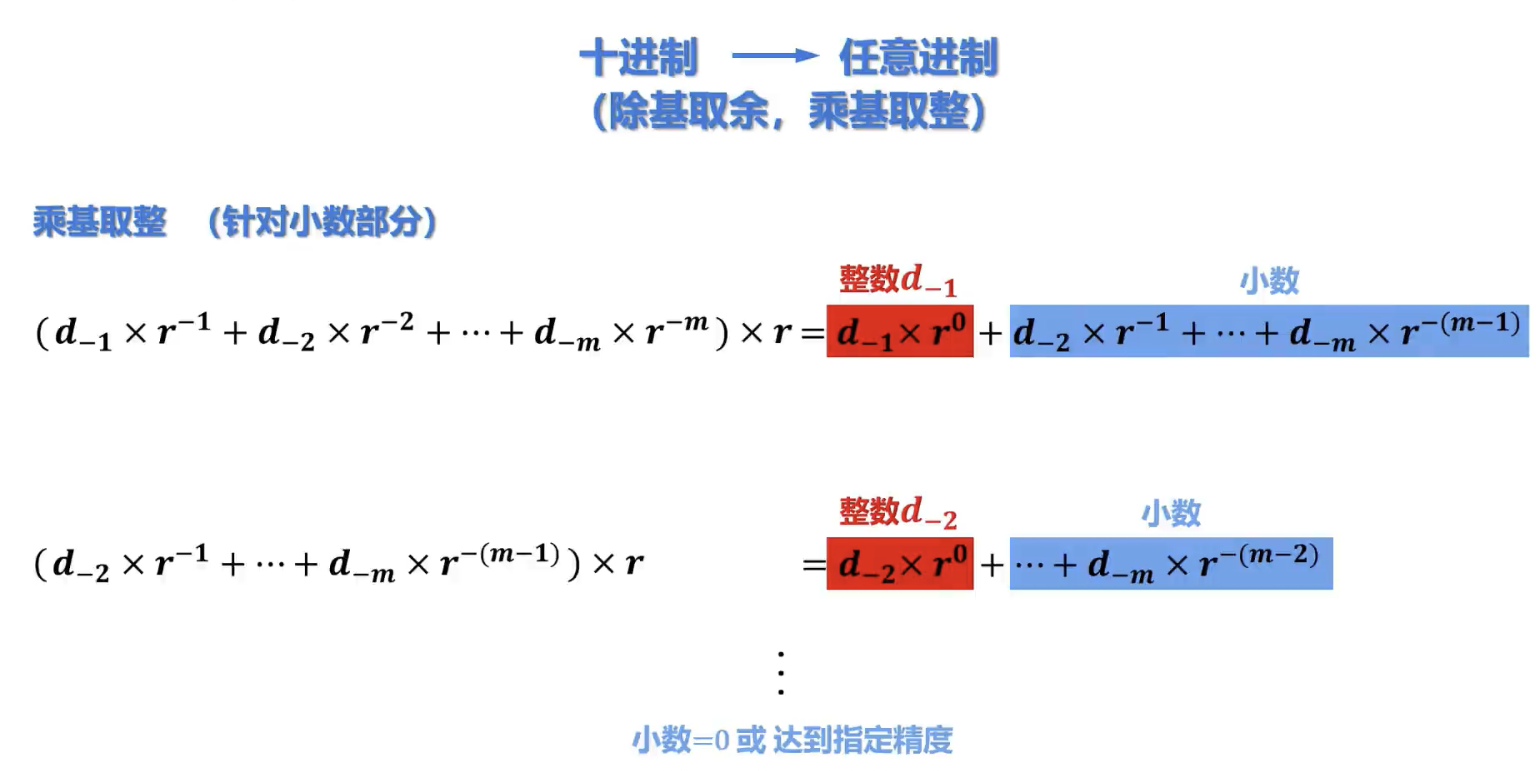 十进制 → 任意进制
（除基取余，乘基取整）
乘基取整 （针对小数部分）
整数d₋₁ 小数
(d₋₁ × r⁻¹ + d₋₂ × r⁻² + ⋯ + d₋ₘ × r⁻ᵐ) × r = d₋₁ × r⁰ + d₋₂ × r⁻¹ + ⋯ + d₋ₘ × r⁻⁽ᵐ⁻¹⁾
整数d₋₂ 小数
(d₋₂ × r⁻¹ + ⋯ + d₋ₘ × r⁻⁽ᵐ⁻¹⁾) × r = d₋₂ × r⁰ + ⋯ + d₋ₘ × r⁻⁽ᵐ⁻²⁾
⋮
小数=0 或 达到指定精度